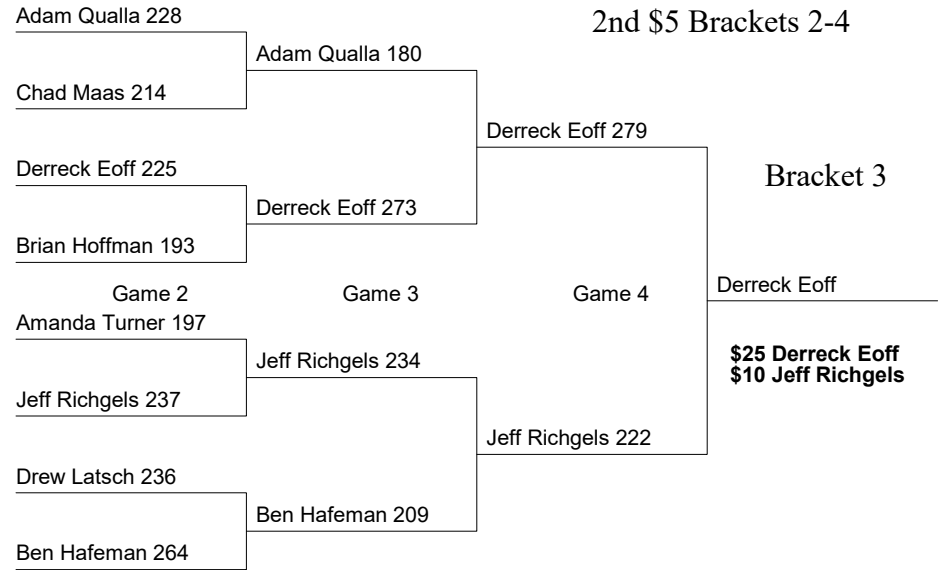 Adam Qualla 228
2nd $5 Brackets 2-4
Adam Qualla 180
Chad Maas 214
Derreck Eoff 279
Derreck Eoff 225
Bracket 3
Derreck Eoff 273
Brian Hoffman 193
Game 2
Game 3
Game 4
Derreck Eoff
Amanda Turner 197
$25 Derreck Eoff
$10 Jeff Richgels
Jeff Richgels 234
Jeff Richgels 237
Jeff Richgels 222
Drew Latsch 236
Ben Hafeman 209
Ben Hafeman 264